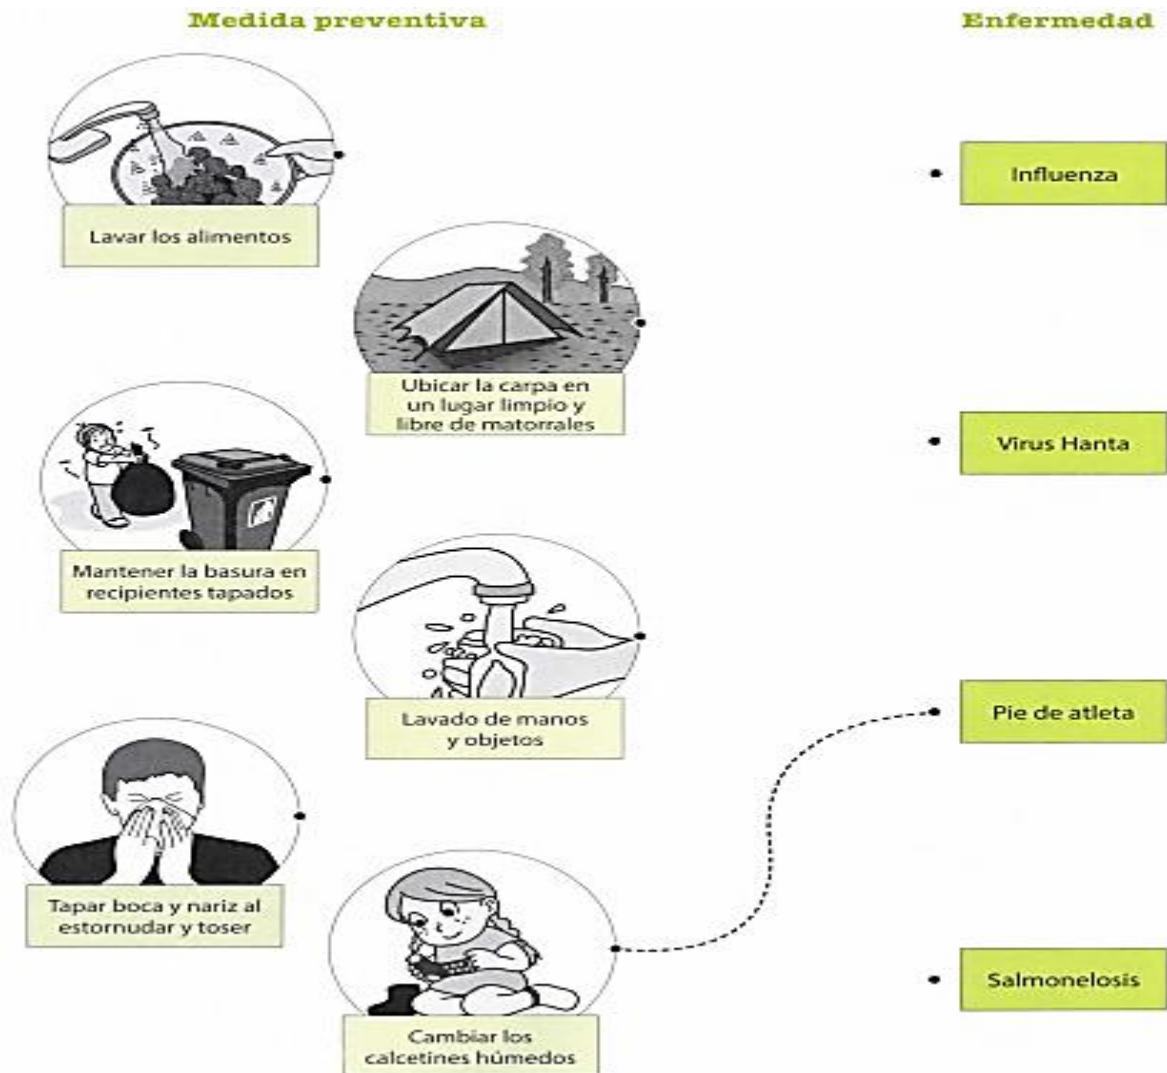 Medida preventiva
Enfermedad
Lavar los alimentos
Influenza
Ubicar la carpa en
un lugar limpio y
libre de matorrales
Virus Hanta
Mantener la basura en
recipientes tapados
Lavado de manos
y objetos
Pie de atleta
Tapar boca y nariz al
estornudar y toser
Cambiar los
calcetines húmedos
Salmonelosis